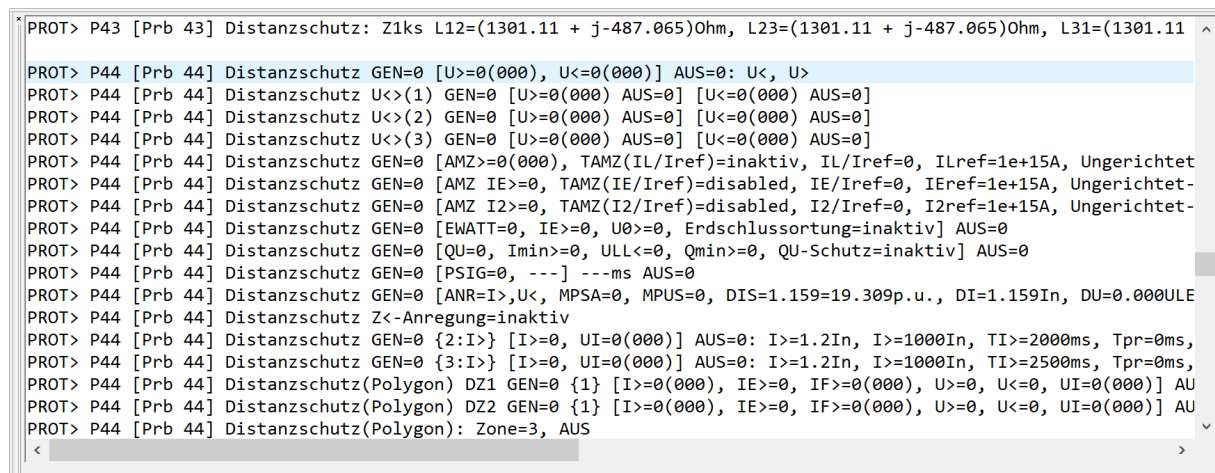 PROT> P43 [Prb 43] Distanzschutz: Z1ks L12=(1301.11 + j-487.065)Ohm, L23=(1301.11 + j-487.065)Ohm, L31=(1301.11
PROT> P44 [Prb 44] Distanzschutz GEN=0 [U>=0(000), U<=0(000)] AUS=0: U<, U>
PROT> P44 [Prb 44] Distanzschutz U<>(1) GEN=0 [U>=0(000) AUS=0] [U<=0(000) AUS=0]
PROT> P44 [Prb 44] Distanzschutz U<>(2) GEN=0 [U>=0(000) AUS=0] [U<=0(000) AUS=0]
PROT> P44 [Prb 44] Distanzschutz U<>(3) GEN=0 [U>=0(000) AUS=0] [U<=0(000) AUS=0]
PROT> P44 [Prb 44] Distanzschutz GEN=0 [AMZ>=0(000), TAMZ(IL/Iref)=inaktiv, IL/Iref=0, ILref=1e+15A, Ungerichtet
PROT> P44 [Prb 44] Distanzschutz GEN=0 [AMZ IE>=0, TAMZ(IE/Iref)=disabled, IE/Iref=0, IEref=1e+15A, Ungerichtet-
PROT> P44 [Prb 44] Distanzschutz GEN=0 [AMZ I2>=0, TAMZ(I2/Iref)=disabled, I2/Iref=0, I2ref=1e+15A, Ungerichtet-
PROT> P44 [Prb 44] Distanzschutz GEN=0 [EWATT=0, IE>=0, U0>=0, Erdschlussortung=inaktiv] AUS=0
PROT> P44 [Prb 44] Distanzschutz GEN=0 [QU=0, Imin>=0, ULL<=0, Qmin>=0, QU-Schutz=inaktiv] AUS=0
PROT> P44 [Prb 44] Distanzschutz GEN=0 [PSIG=0, ---] ---ms AUS=0
PROT> P44 [Prb 44] Distanzschutz GEN=0 [ANR=I>,U<, MPSA=0, MPUS=0, DIS=1.159=19.309p.u., DI=1.159In, DU=0.000ULE
PROT> P44 [Prb 44] Distanzschutz Z<-Anregung=inaktiv
PROT> P44 [Prb 44] Distanzschutz GEN=0 {2:I>} [I>=0, UI=0(000)] AUS=0: I>=1.2In, I>=1000In, TI>=2000ms, Tpr=0ms,
PROT> P44 [Prb 44] Distanzschutz GEN=0 {3:I>} [I>=0, UI=0(000)] AUS=0: I>=1.2In, I>=1000In, TI>=2500ms, Tpr=0ms,
PROT> P44 [Prb 44] Distanzschutz(Polygon) DZ1 GEN=0 {1} [I>=0(000), IE>=0, IF>=0(000), U>=0, U<=0, UI=0(000)] AU
PROT> P44 [Prb 44] Distanzschutz(Polygon) DZ2 GEN=0 {1} [I>=0(000), IE>=0, IF>=0(000), U>=0, U<=0, UI=0(000)] AU
PROT> P44 [Prb 44] Distanzschutz(Polygon): Zone=3, AUS